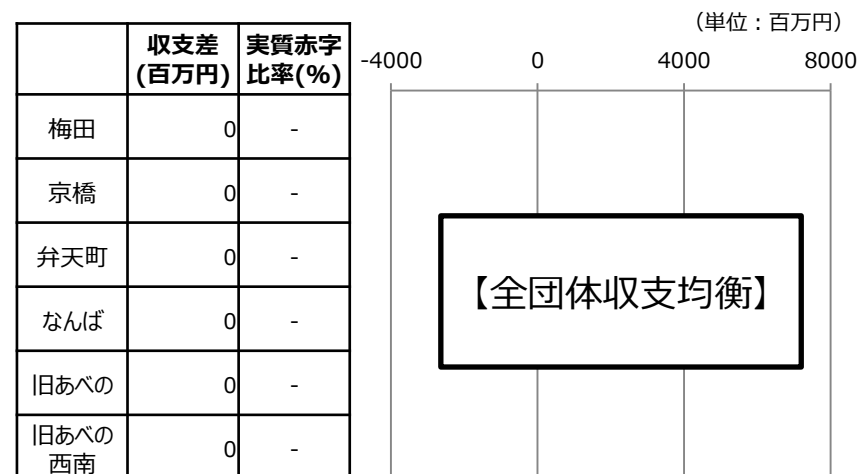 （単位：百万円）
収支差
(百万円)
実質赤字
比率(%)
-4000 0 4000 8000
梅田 0 -
京橋 0 -
弁天町 0 -
なんば 0 -
旧あべの 0 -
旧あべの
西南 0 -
【全団体収支均衡】